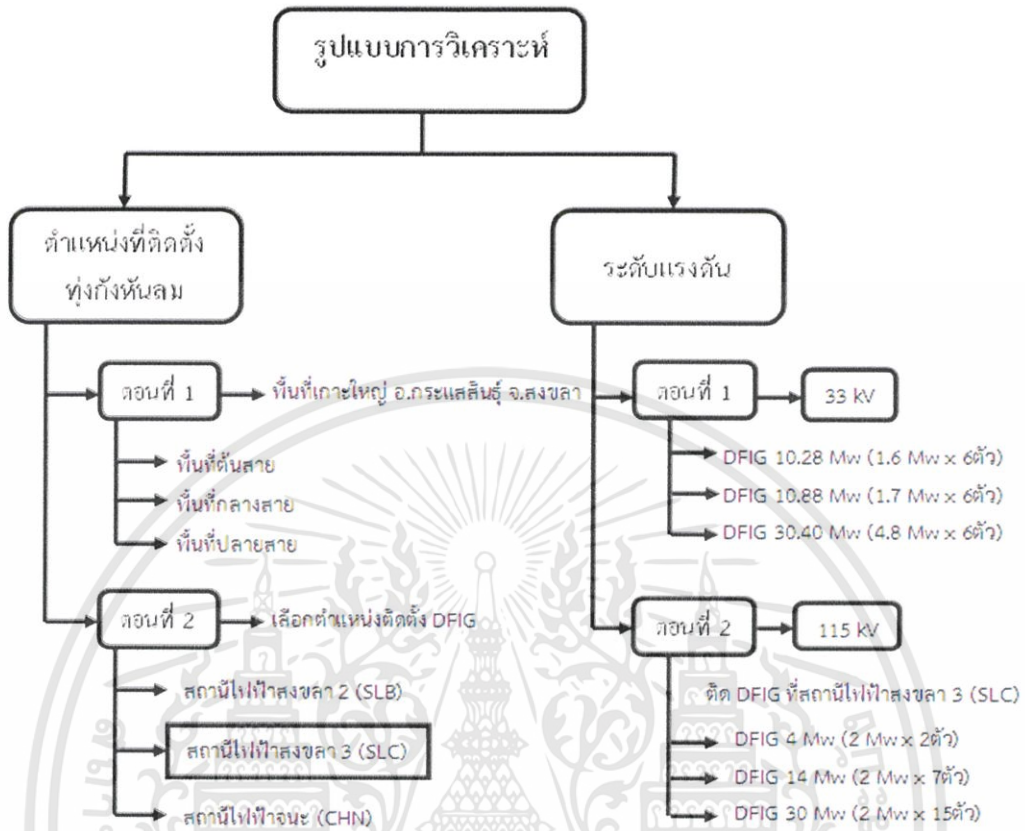 รูปแบบการวิเคราะห์
ตำแหน่งที่ติดตั้ง
ทุ่งกังหันลม
ตอนที่ 1
พื้นที่เกาะใหญ่ อ.กระแสสินธุ์ จ.สงขลา
พื้นที่ต้นสาย
พื้นที่กลางสาย
พื้นที่ปลายสาย
ตอนที่ 2
เลือกตำแหน่งติดตั้ง DFIG
สถานีไฟฟ้าสงขลา 2 (SLB)
สถานีไฟฟ้าสงขลา 3 (SLC)
สถานีไฟฟ้าจะนะ (CHN)
ระดับแรงดัน
ตอนที่ 1
33 kV
DFIG 10.28 Mw (1.6 Mw x 6ตัว)
DFIG 10.88 Mw (1.7 Mw x 6ตัว)
DFIG 30.40 Mw (4.8 Mw x 6ตัว)
ตอนที่ 2
115 kV
ติด DFIG ที่สถานีไฟฟ้าสงขลา 3 (SLC)
DFIG 4 Mw (2 Mw x 2ตัว)
DFIG 14 Mw (2 Mw x 7ตัว)
DFIG 30 Mw (2 Mw x 15ตัว)